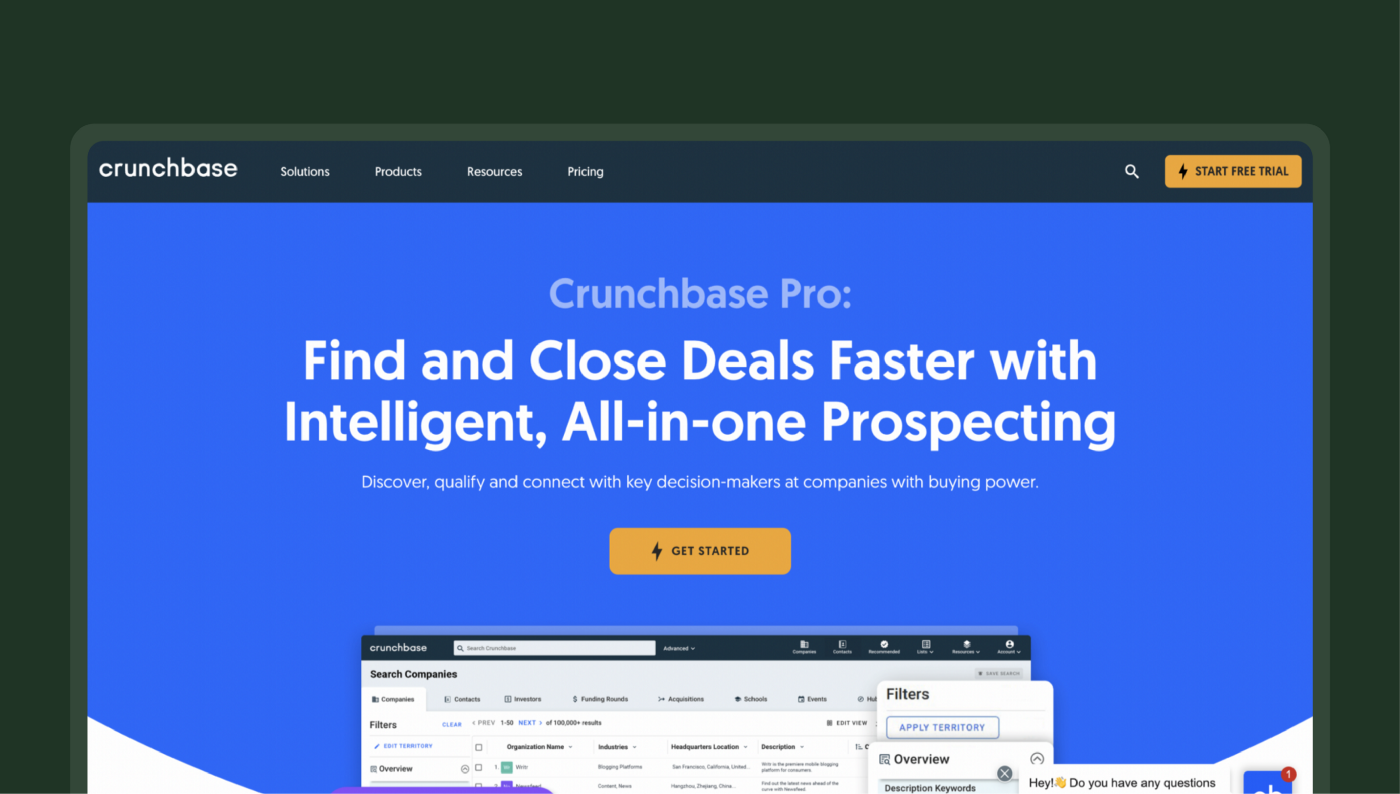 crunchbase Solutions Products Resources Pricing START FREE TRIAL
Crunchbase Pro:
Find and Close Deals Faster with
Intelligent, All-in-one Prospecting
Discover, qualify and connect with key decision-makers at companies with buying power.
GET STARTED
crunchbase Search Crunchbase Advanced Companies Contacts Recommended Lists Resources Account
Search Companies SAVE SEARCH
Companies Contacts Investors Funding Rounds Acquisitions Schools Events
Filters CLEAR PREV 1-50 NEXT of 100,000+ results EDIT VIEW
EDIT TERRITORY Organization Name Industries Headquarters Location Description
Overview 1 Writr Blogging Platforms San Francisco, California, United... Writr is the premiere mobile blogging
platform for consumers.
Content, News Hangzhou, Zhejiang, China... Find out the latest news ahead of the
curve with Newsfeed.
Filters
APPLY TERRITORY
Overview
Description Keywords
Hey!👋 Do you have any questions
1